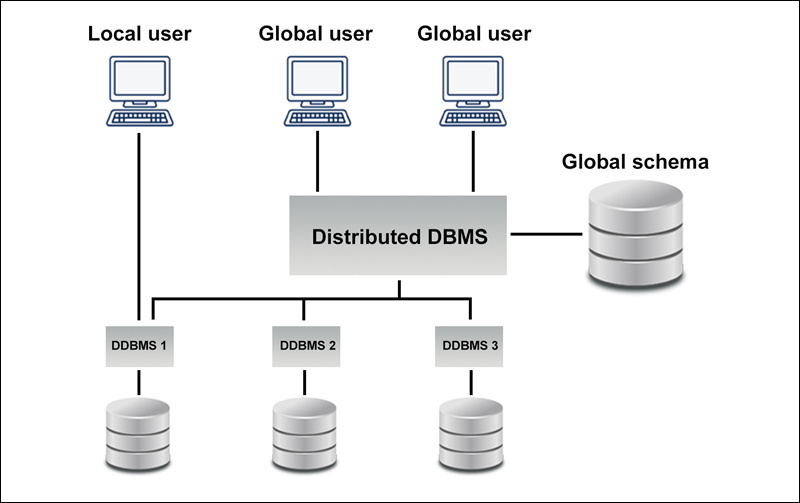 Local user
Global user
Global user
Global schema
Distributed DBMS
DDBMS 1
DDBMS 2
DDBMS 3